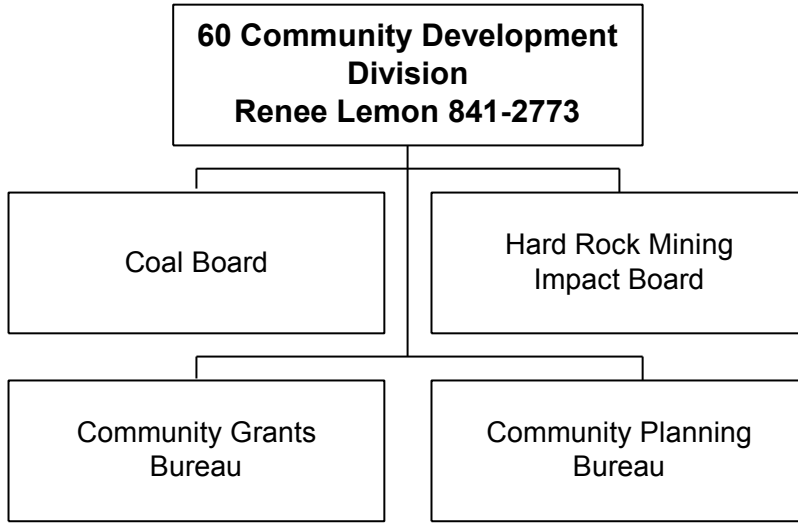 60 Community Development
Division
Renee Lemon 841-2773
Coal Board
Hard Rock Mining
Impact Board
Community Grants
Bureau
Community Planning
Bureau